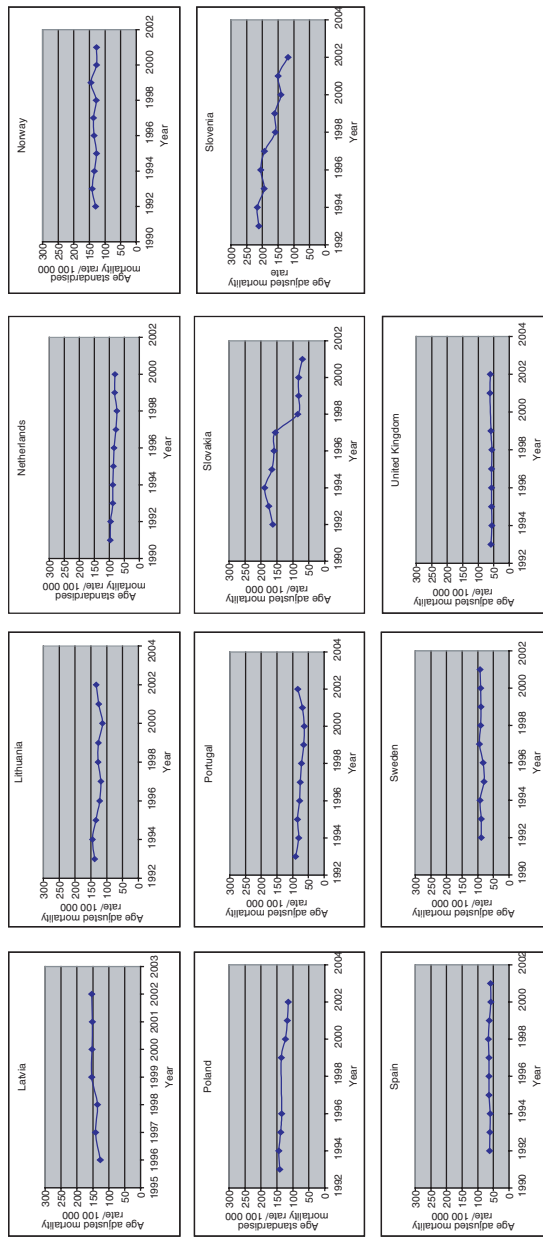 Latvia
Age adjusted mortality
rate/ 100 000
300
250
200
150
100
50
0
1995 1996 1997 1998 1999 2000 2001 2002 2003
Year
Lithuania
Age adjusted mortality
rate/ 100 000
300
250
200
150
100
50
0
1992 1994 1996 1998 2000 2002 2004
Year
Netherlands
Age standardised
mortality rate/ 100 000
300
250
200
150
100
50
0
1990 1992 1994 1996 1998 2000 2002
Year
Norway
Age standardised
mortality rate/ 100 000
300
250
200
150
100
50
0
1990 1992 1994 1996 1998 2000 2002
Year
Poland
Age standardised
mortality rate/ 100 000
300
250
200
150
100
50
0
1992 1994 1996 1998 2000 2002 2004
Year
Portugal
Age adjusted mortality
rate/ 100 000
300
250
200
150
100
50
0
1992 1994 1996 1998 2000 2002 2004
Year
Slovakia
Age adjusted mortality
rate/ 100 000
300
250
200
150
100
50
0
1990 1992 1994 1996 1998 2000 2002
Year
Slovenia
Age adjusted mortality
rate
300
250
200
150
100
50
0
1992 1994 1996 1998 2000 2002 2004
Year
Spain
Age adjusted mortality
rate/ 100 000
300
250
200
150
100
50
0
1990 1992 1994 1996 1998 2000 2002
Year
Sweden
Age adjusted mortality
rate/ 100 000
300
250
200
150
100
50
0
1990 1992 1994 1996 1998 2000 2002
Year
United Kingdom
Age adjusted mortality
rate/ 100 000
300
250
200
150
100
50
0
1992 1994 1996 1998 2000 2002 2004
Year